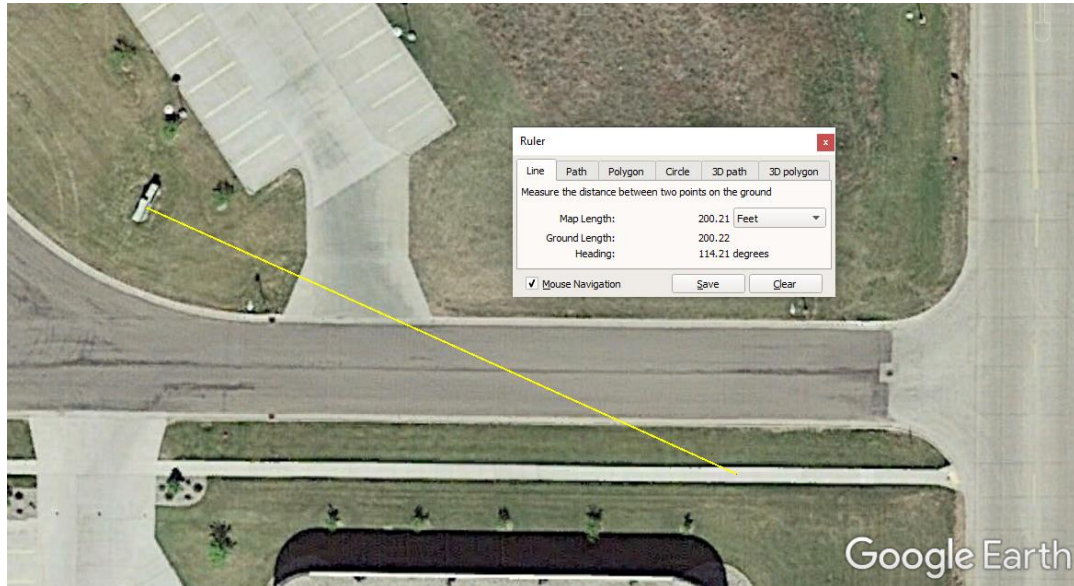 Ruler
x
Line Path Polygon Circle 3D path 3D polygon
Measure the distance between two points on the ground
Map Length: 200.21 Feet
Ground Length: 200.22
Heading: 114.21 degrees
Mouse Navigation Save Clear
Google Earth